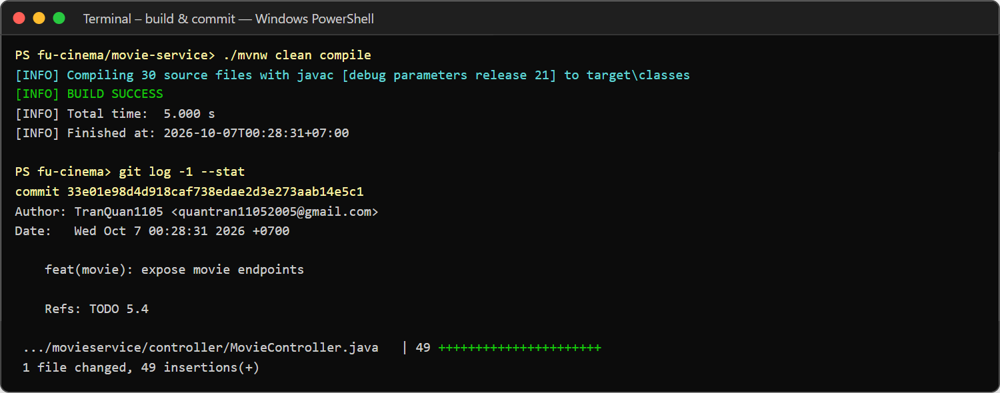 Terminal – build & commit — Windows PowerShell
PS fu-cinema/movie-service> ./mvnw clean compile
[INFO] Compiling 30 source files with javac [debug parameters release 21] to target\classes
[INFO] BUILD SUCCESS
[INFO] Total time:  5.000 s
[INFO] Finished at: 2026-10-07T00:28:31+07:00
PS fu-cinema> git log -1 --stat
commit 33e01e98d4d918caf738edae2d3e273aab14e5c1
Author: TranQuan1105 <quantran11052005@gmail.com>
Date:   Wed Oct 7 00:28:31 2026 +0700
feat(movie): expose movie endpoints
Refs: TODO 5.4
.../movieservice/controller/MovieController.java   | 49 ++++++++++++++++++++++
1 file changed, 49 insertions(+)